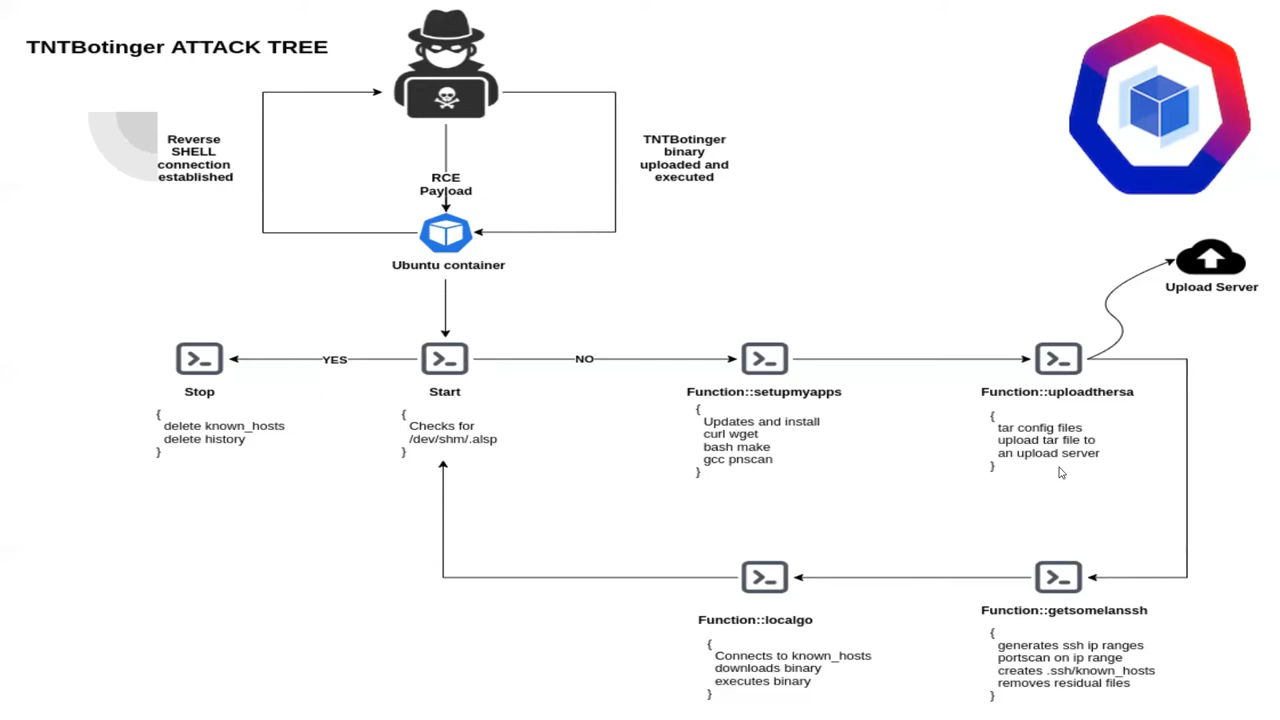 TNTBotinger ATTACK TREE
Reverse
SHELL
connection
established
RCE
Payload
TNTBotinger
binary
uploaded and
executed
Ubuntu container
Upload Server
YES
NO
Stop
{
delete known_hosts
delete history
}
Start
{
Checks for
/dev/shm/.alsp
}
Function::setupmyapps
{
Updates and install
curl wget
bash make
gcc pnscan
}
Function::uploadthersa
{
tar config files
upload tar file to
an upload server
}
Function::localgo
{
Connects to known_hosts
downloads binary
executes binary
}
Function::getsomelanssh
{
generates ssh ip ranges
portscan on ip range
creates .ssh/known_hosts
removes residual files
}